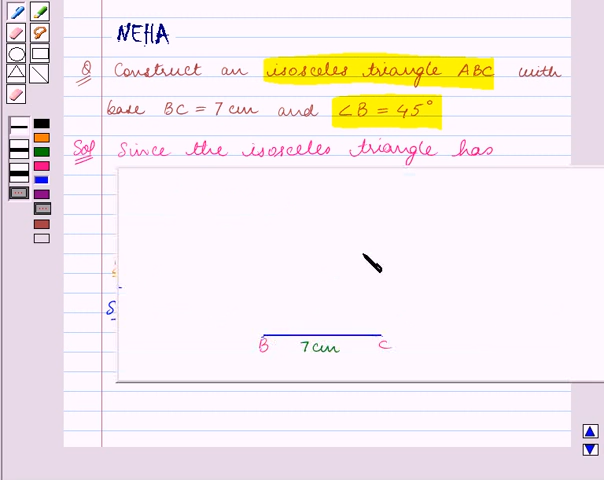 NEHA
Q Construct an isosceles triangle ABC with
base BC = 7 cm and ∠B = 45°
Sol Since the isosceles triangle has
S
B 7 cm C